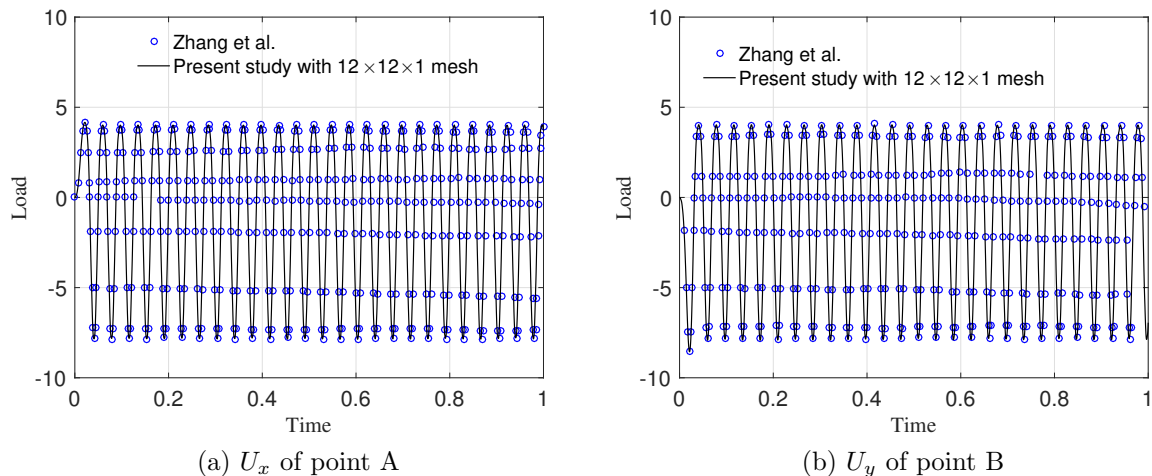 10
5
0
-5
-10
Load
Zhang et al.
Present study with 12×12×1 mesh
0 0.2 0.4 0.6 0.8 1
Time
(a) Uₓ of point A
10
5
0
-5
-10
Load
Zhang et al.
Present study with 12×12×1 mesh
0 0.2 0.4 0.6 0.8 1
Time
(b) U_y of point B